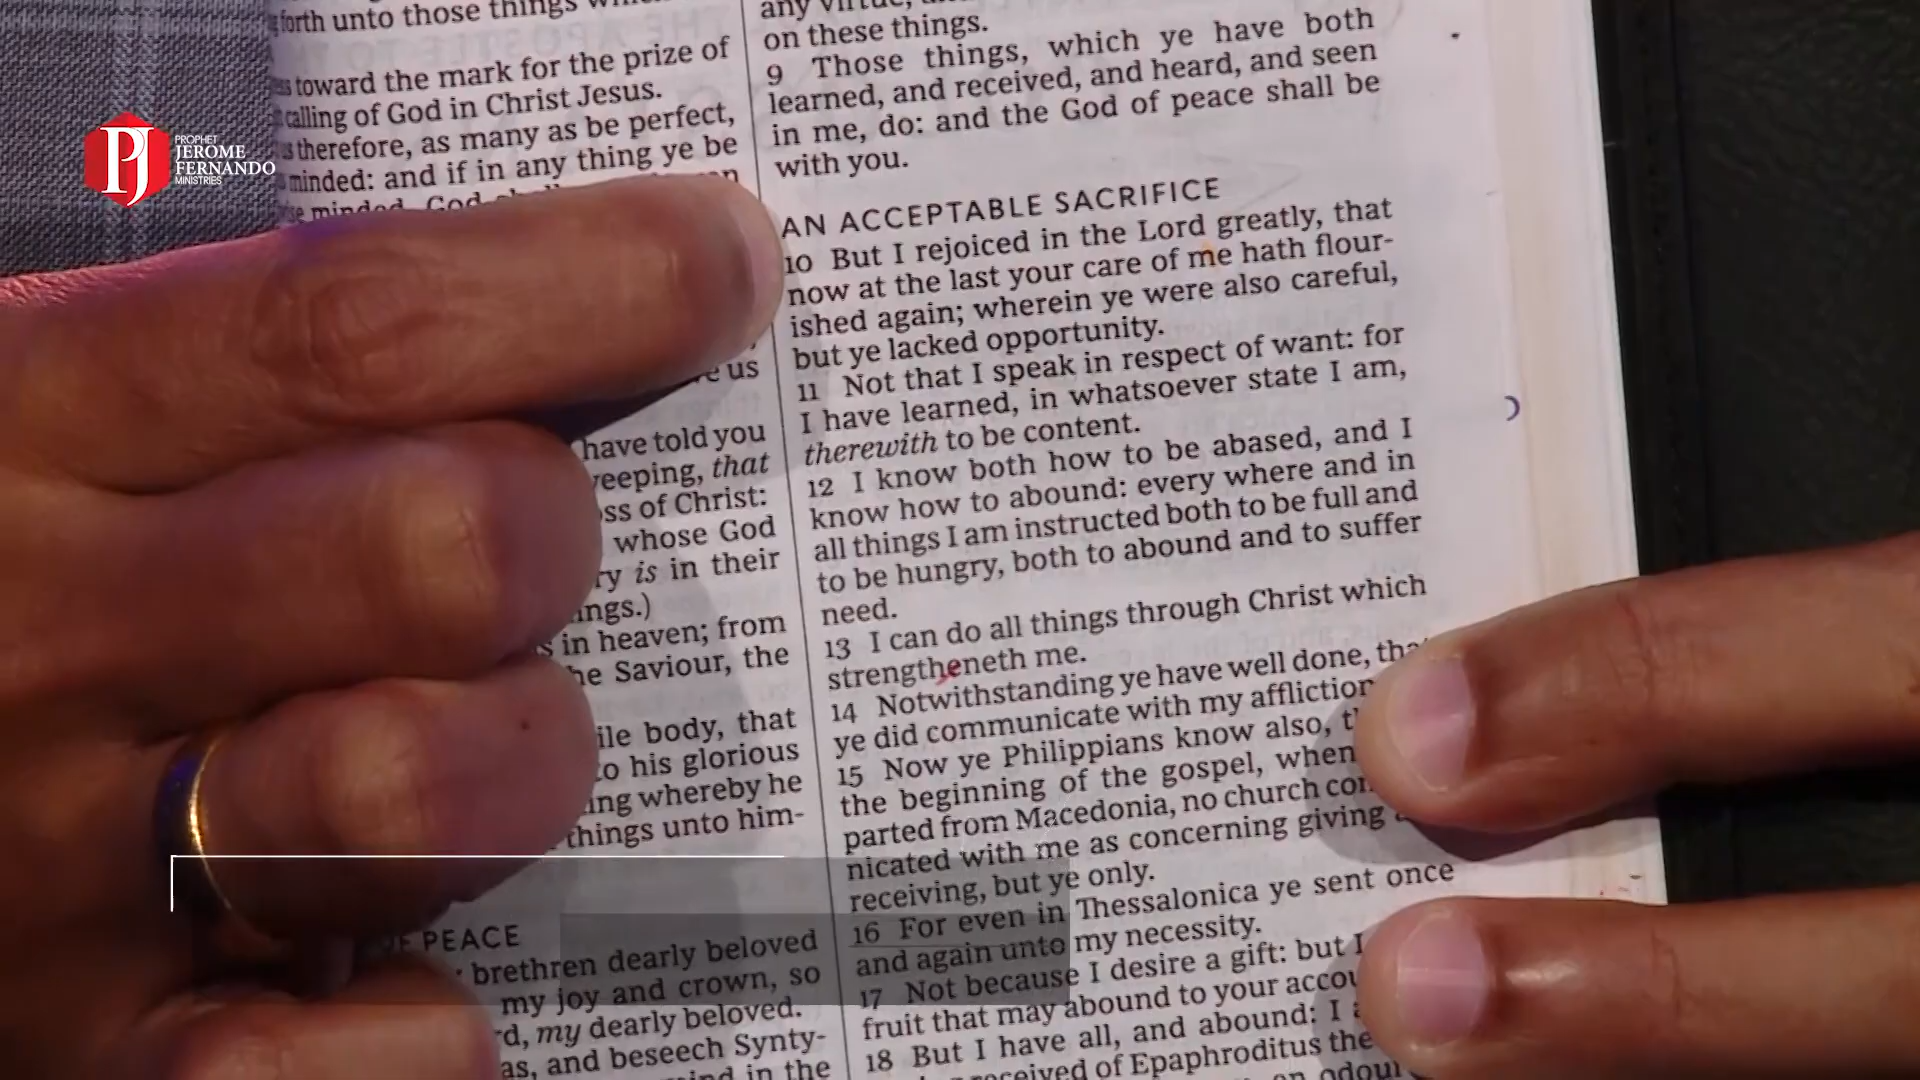 PJ
PROPHET
JEROME
FERNANDO
MINISTRIES
forth unto those things
toward the mark for the prize of
calling of God in Christ Jesus.
therefore, as many as be perfect,
minded: and if in any thing ye be
minded, God
us
have told you
that
of Christ:
whose God
is in their
in heaven; from
Saviour, the
body, that
his glorious
whereby he
things unto him-
PEACE
brethren dearly beloved
my joy and crown, so
my dearly beloved.
and beseech Synty-
in the
any virtue,
on these things.
9 Those things, which ye have both
learned, and received, and heard, and seen
in me, do: and the God of peace shall be
with you.
AN ACCEPTABLE SACRIFICE
10 But I rejoiced in the Lord greatly, that
now at the last your care of me hath flour-
ished again; wherein ye were also careful,
but ye lacked opportunity.
11 Not that I speak in respect of want: for
I have learned, in whatsoever state I am,
therewith to be content.
12 I know both how to be abased, and I
know how to abound: every where and in
all things I am instructed both to be full and
to be hungry, both to abound and to suffer
need.
13 I can do all things through Christ which
strengtheneth me.
14 Notwithstanding ye have well done, that
ye did communicate with my affliction
15 Now ye Philippians know also,
the beginning of the gospel, when
parted from Macedonia, no church
nicated with me as concerning giving
receiving, but ye only.
16 For even in Thessalonica ye sent once
and again unto my necessity.
17 Not because I desire a gift: but I
fruit that may abound to your
18 But I have all, and abound: I
received of Epaphroditus the
odour